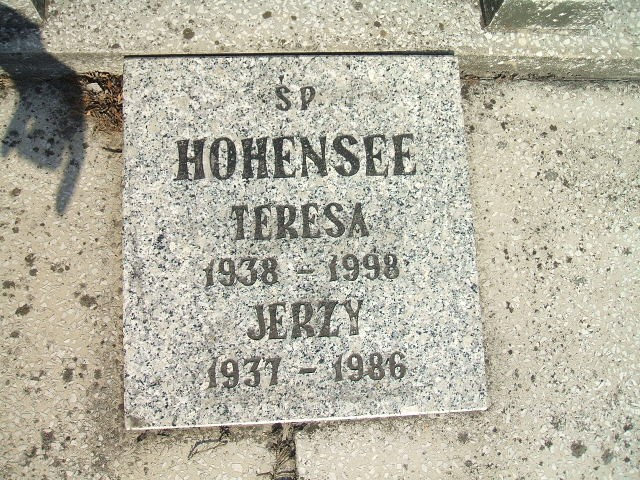 ŚP
HOHENSEE
TERESA
1938 - 1998
JERZY
1937 - 1986